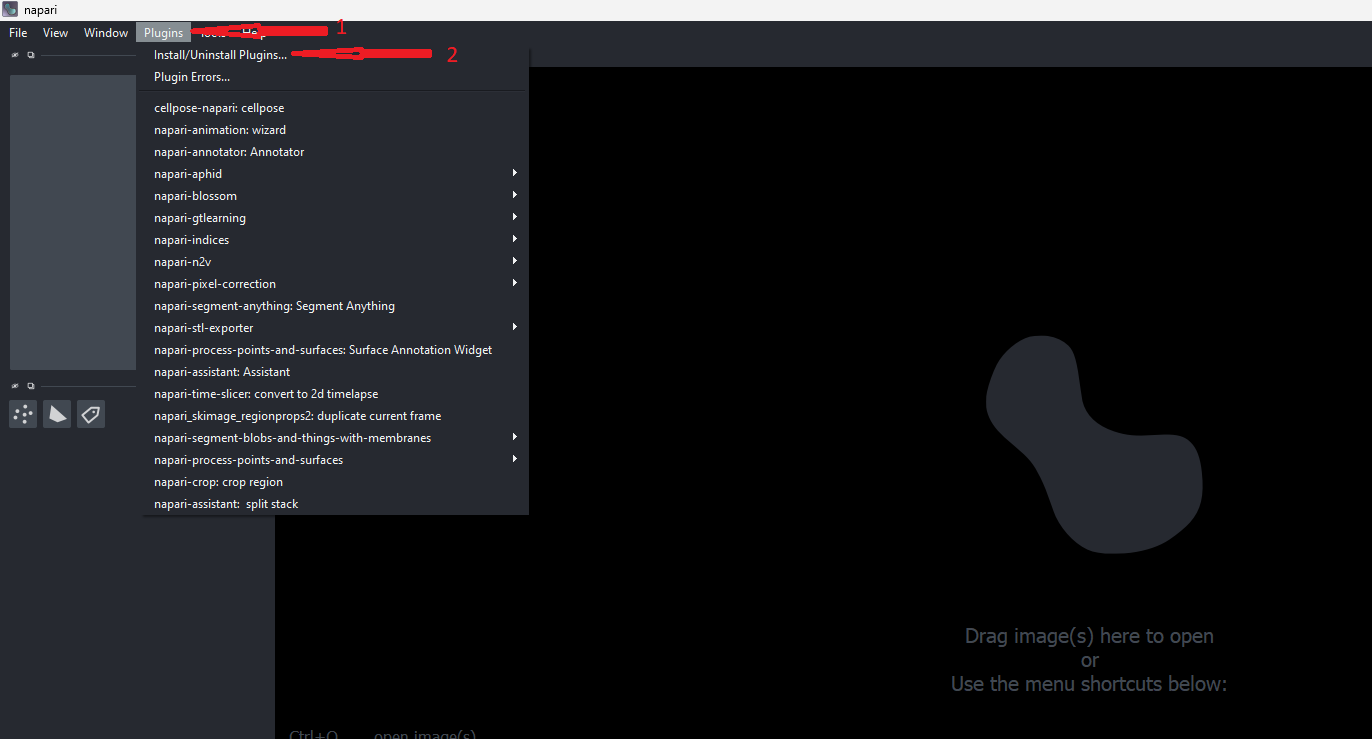 napari
File View Window Plugins Tools Help 1
Install/Uninstall Plugins... 2
Plugin Errors...
cellpose-napari: cellpose
napari-animation: wizard
napari-annotator: Annotator
napari-aphid
napari-blossom
napari-gtlearning
napari-indices
napari-n2v
napari-pixel-correction
napari-segment-anything: Segment Anything
napari-stl-exporter
napari-process-points-and-surfaces: Surface Annotation Widget
napari-assistant: Assistant
napari-time-slicer: convert to 2d timelapse
napari_skimage_regionprops2: duplicate current frame
napari-segment-blobs-and-things-with-membranes
napari-process-points-and-surfaces
napari-crop: crop region
napari-assistant: split stack
Drag image(s) here to open
or
Use the menu shortcuts below:
Ctrl+O open image(s)